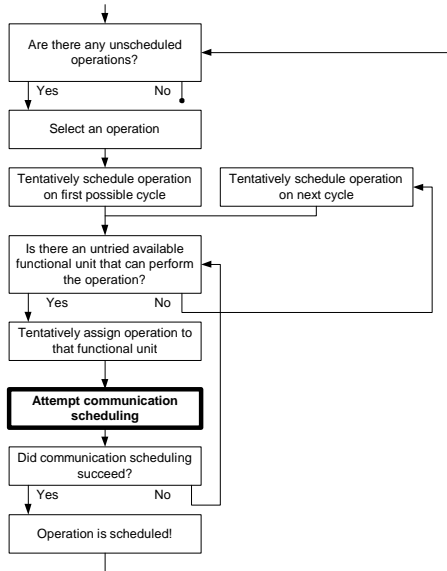 Are there any unscheduled
operations?
Yes
No
Select an operation
Tentatively schedule operation
on first possible cycle
Tentatively schedule operation
on next cycle
Is there an untried available
functional unit that can perform
the operation?
Yes
No
Tentatively assign operation to
that functional unit
Attempt communication
scheduling
Did communication scheduling
succeed?
Yes
No
Operation is scheduled!